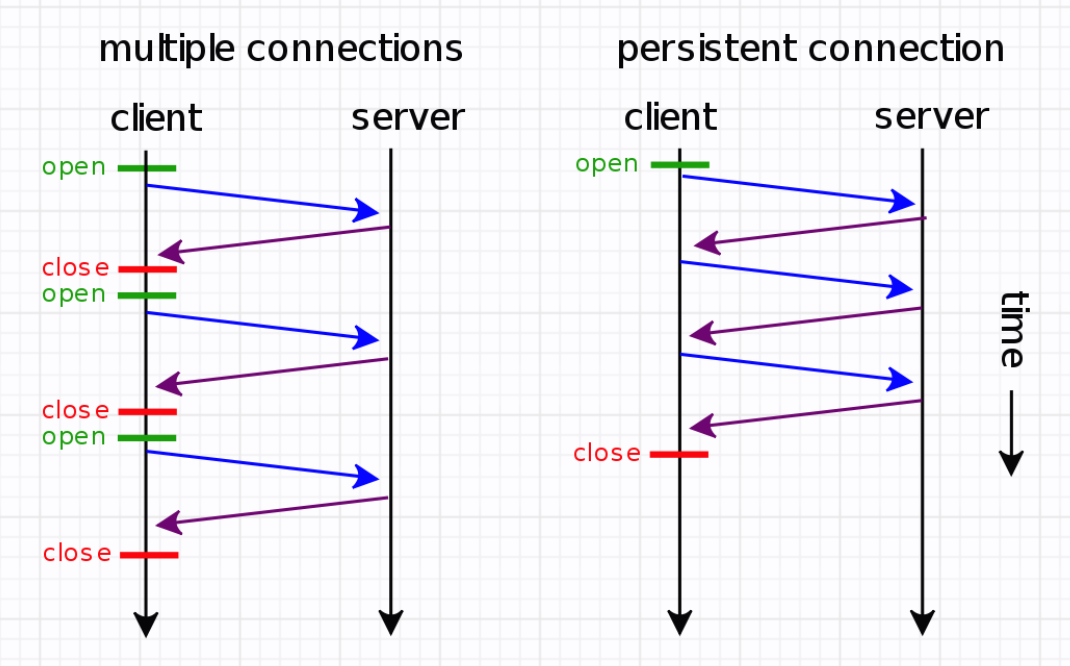 multiple connections
client server
open
close
open
close
open
close
persistent connection
client server
open
close
time